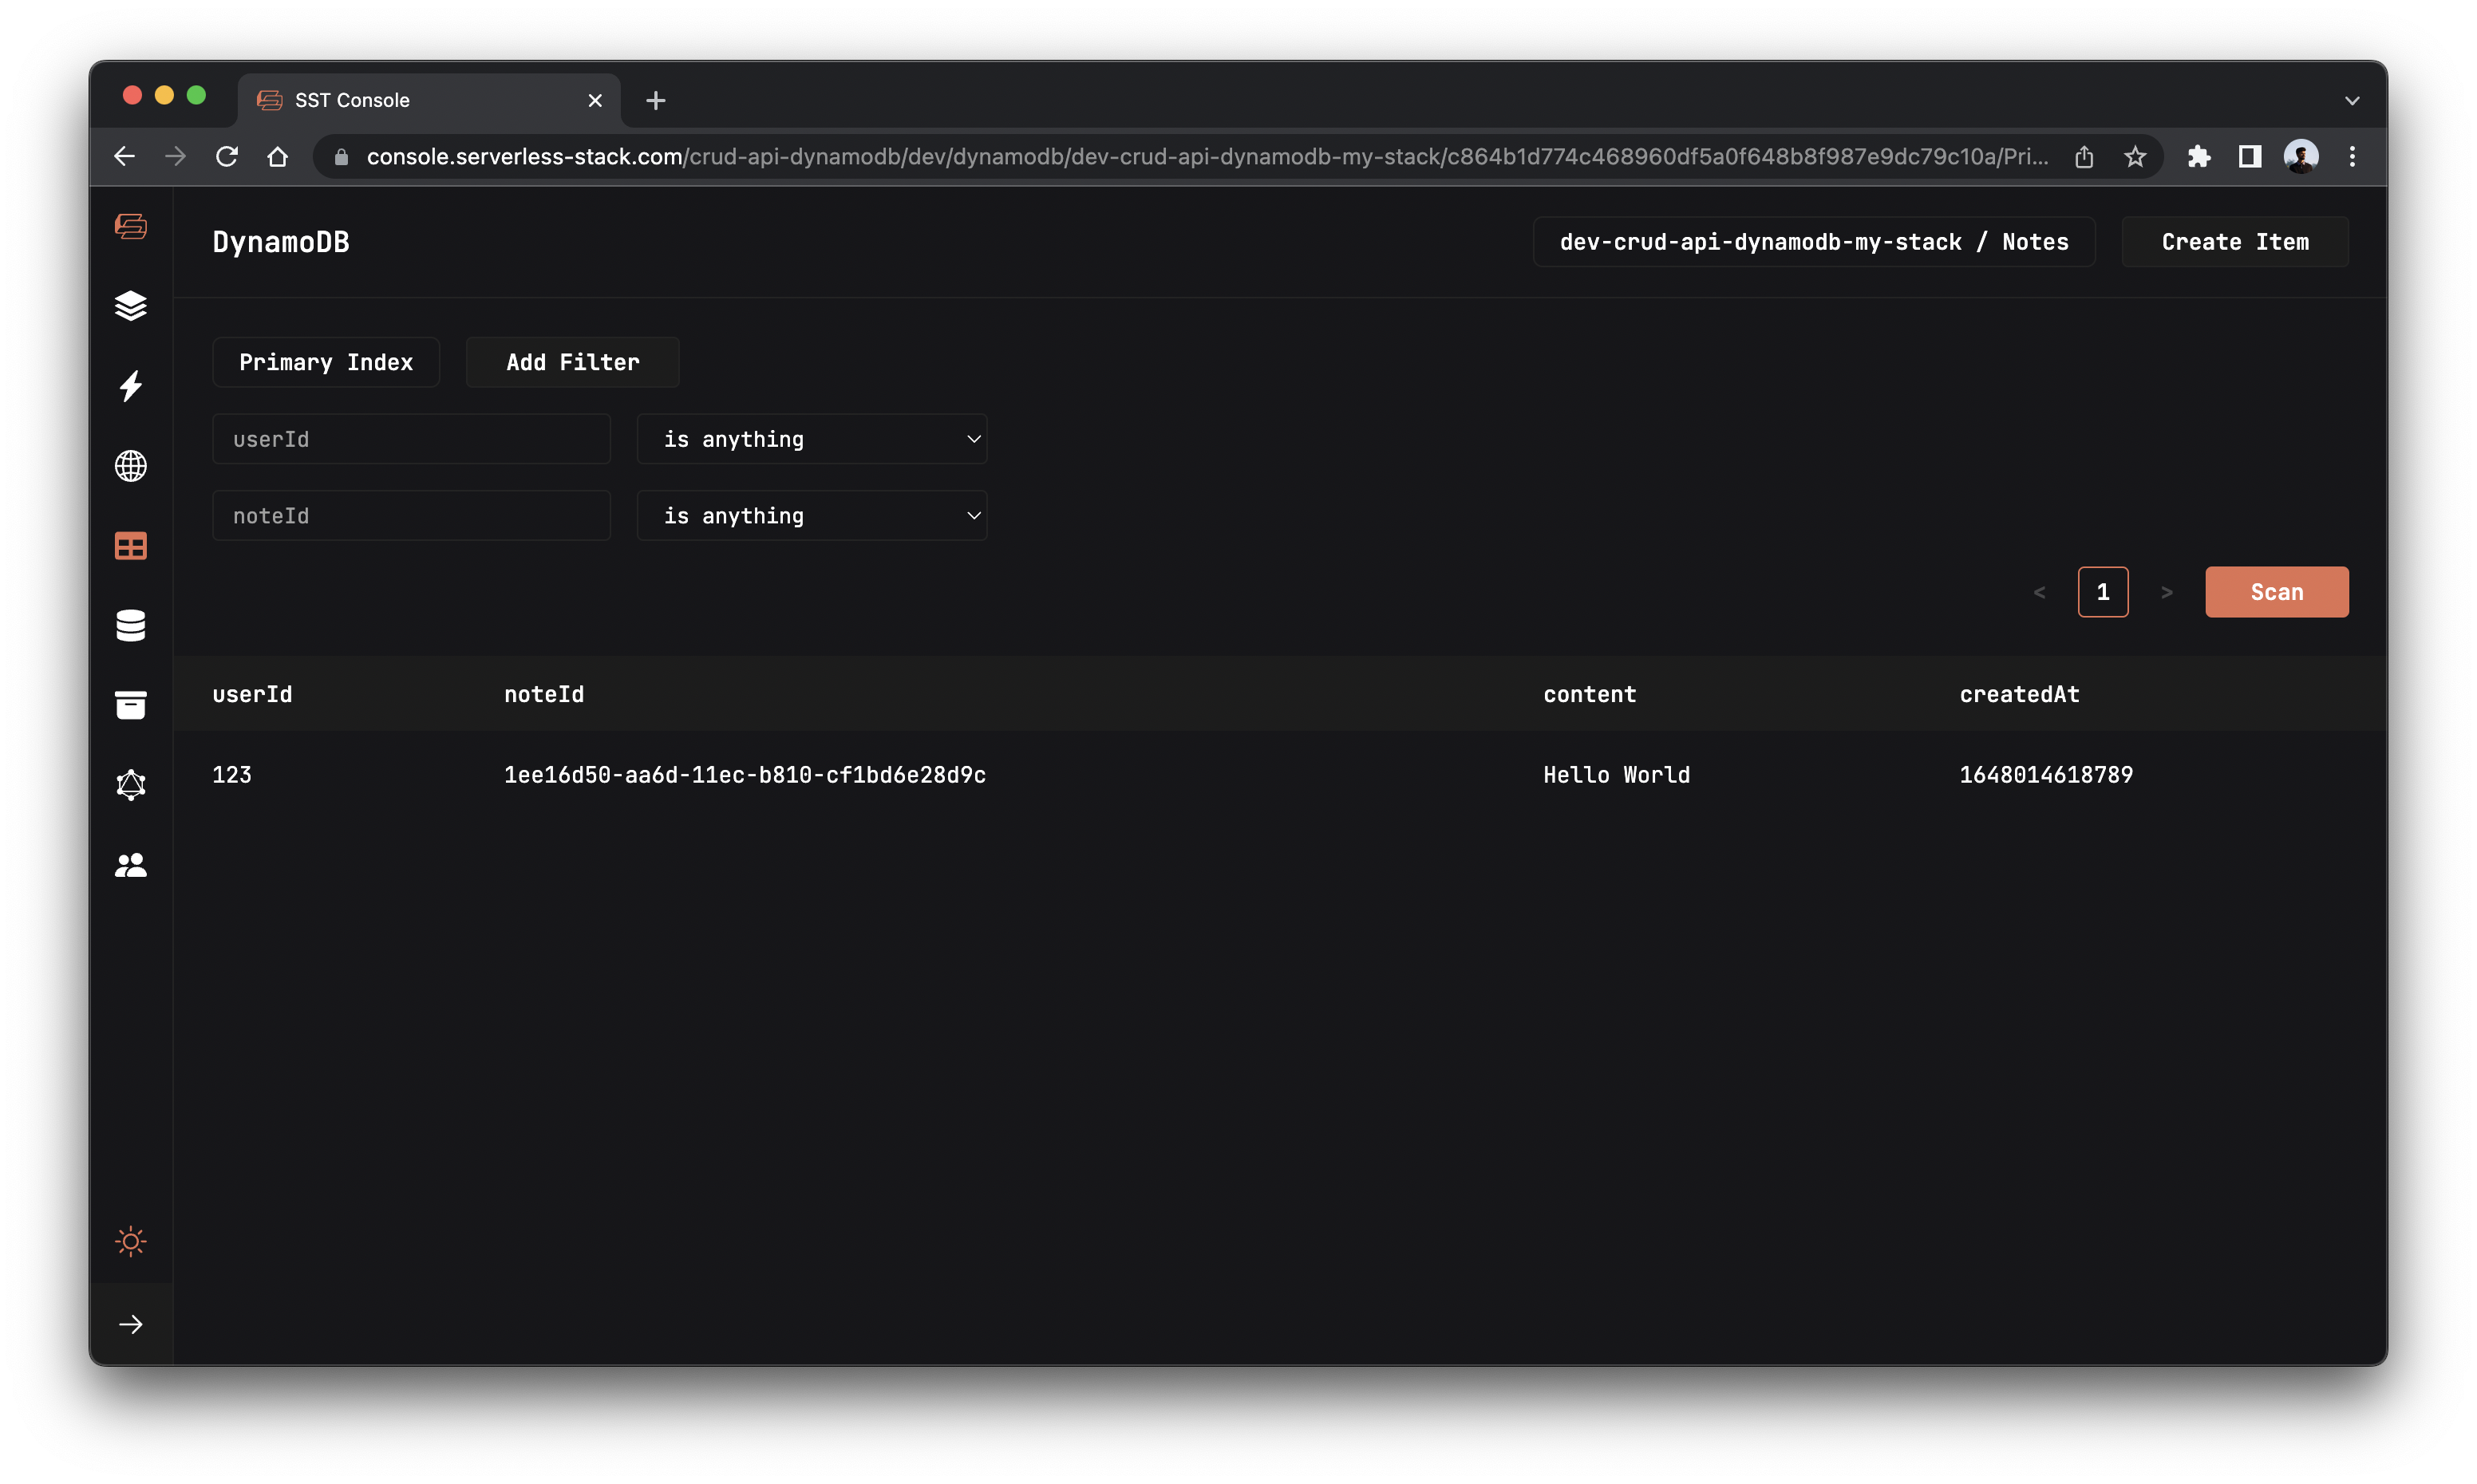 SST Console
console.serverless-stack.com/crud-api-dynamodb/dev/dynamodb/dev-crud-api-dynamodb-my-stack/c864b1d774c468960df5a0f648b8f987e9dc79c10a/Pri...
DynamoDB
dev-crud-api-dynamodb-my-stack / Notes
Create Item
Primary Index
Add Filter
userId
is anything
noteId
is anything
< 1 >
Scan
userId noteId content createdAt
123 1ee16d50-aa6d-11ec-b810-cf1bd6e28d9c Hello World 1648014618789